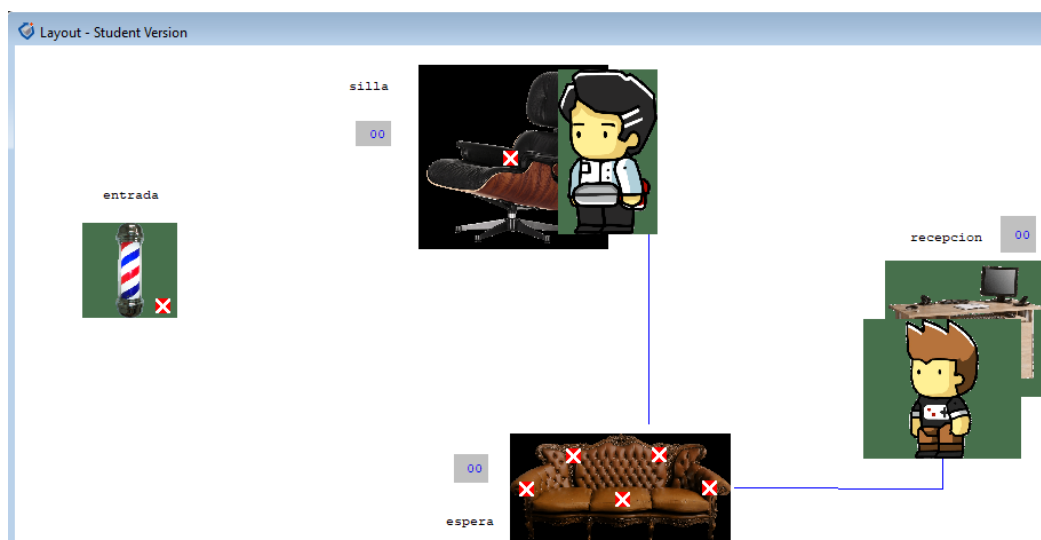 Layout - Student Version
silla
00
entrada
recepcion
00
00
espera